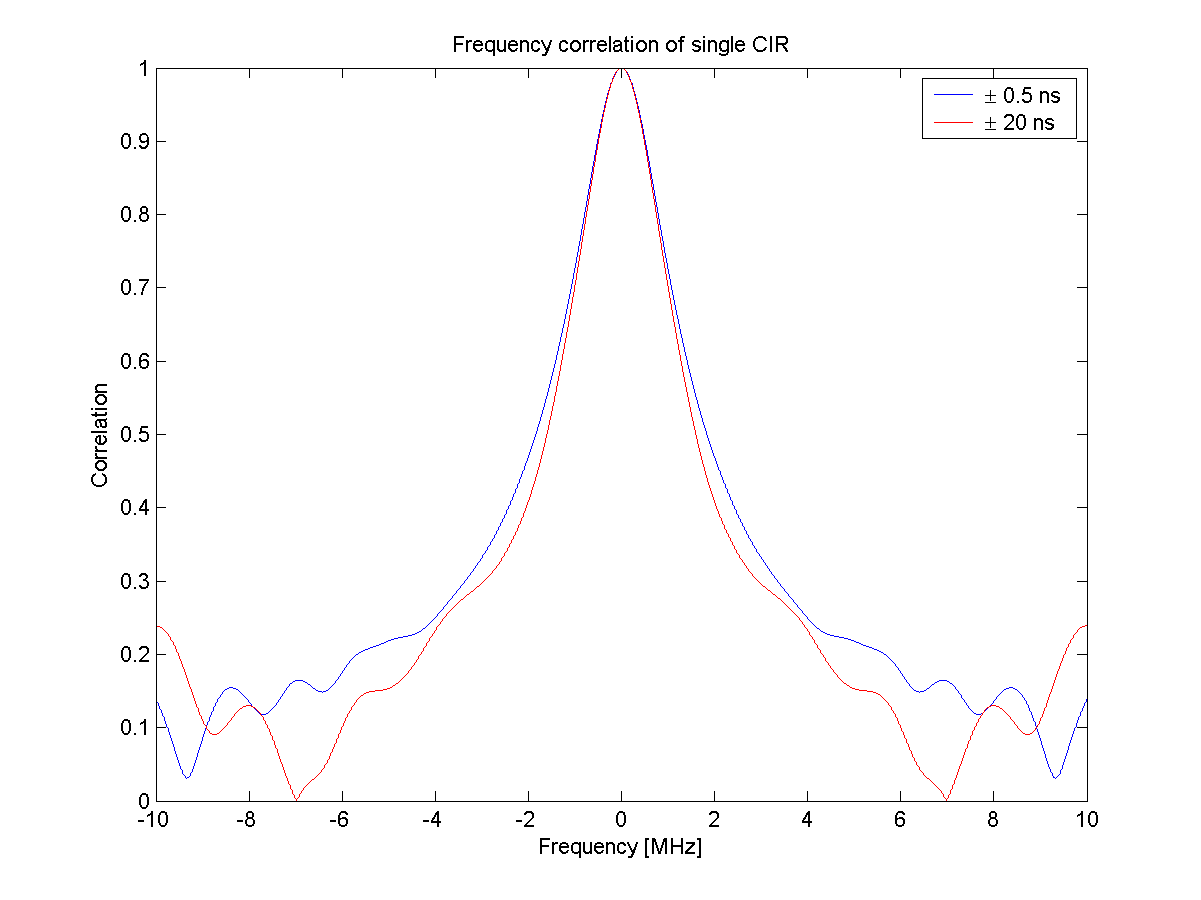 Frequency correlation of single CIR
± 0.5 ns
± 20 ns
1
0.9
0.8
0.7
0.6
0.5
0.4
0.3
0.2
0.1
0
Correlation
-10 -8 -6 -4 -2 0 2 4 6 8 10
Frequency [MHz]